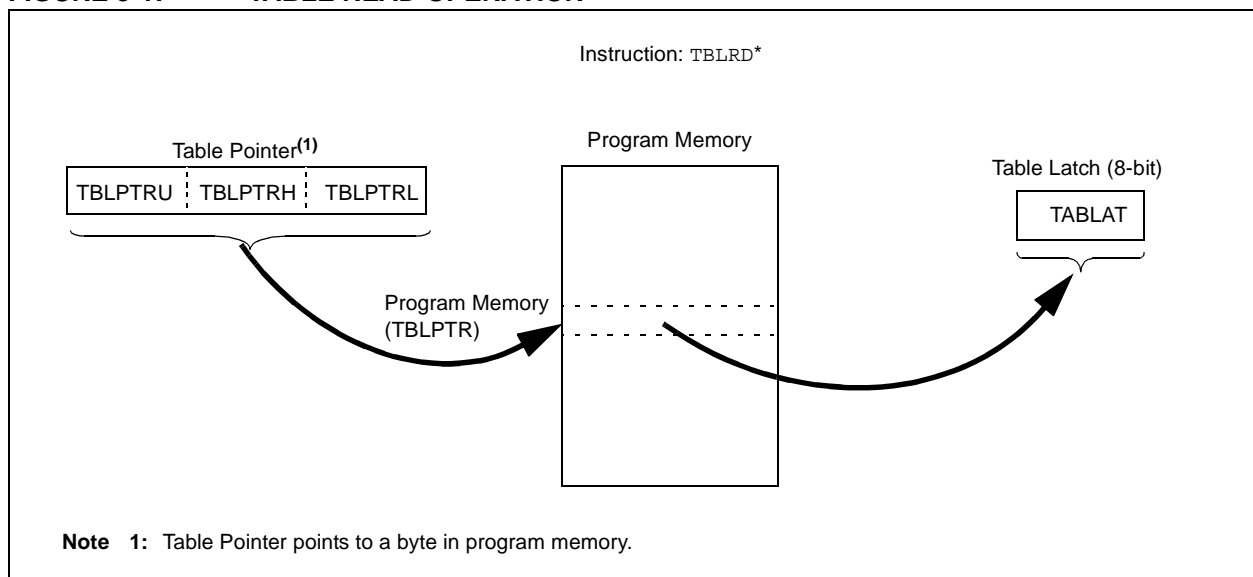 Instruction: TBLRD*
Table Pointer(1)
Program Memory
Table Latch (8-bit)
TBLPTRU TBLPTRH TBLPTRL
TABLAT
Program Memory
(TBLPTR)
Note 1: Table Pointer points to a byte in program memory.